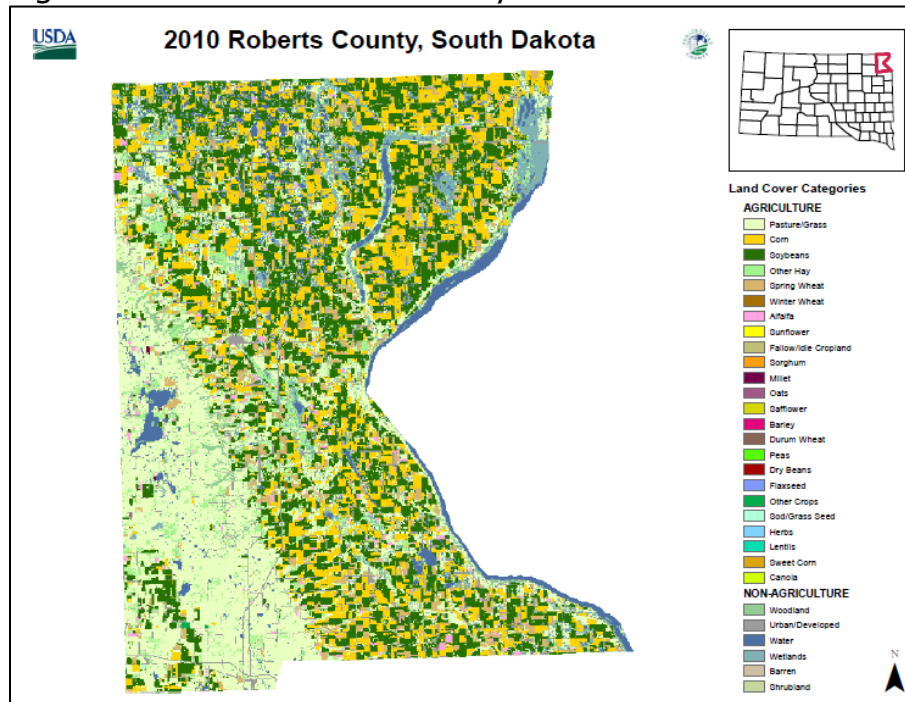 USDA
2010 Roberts County, South Dakota
Land Cover Categories
AGRICULTURE
Pasture/Grass
Corn
Soybeans
Other Hay
Spring Wheat
Winter Wheat
Alfalfa
Sunflower
Fallow/Idle Cropland
Sorghum
Millet
Oats
Safflower
Barley
Durum Wheat
Peas
Dry Beans
Flaxseed
Other Crops
Sod/Grass Seed
Herbs
Lentils
Sweet Corn
Canola
NON-AGRICULTURE
Woodland
Urban/Developed
Water
Wetlands
Barren
Shrubland
N